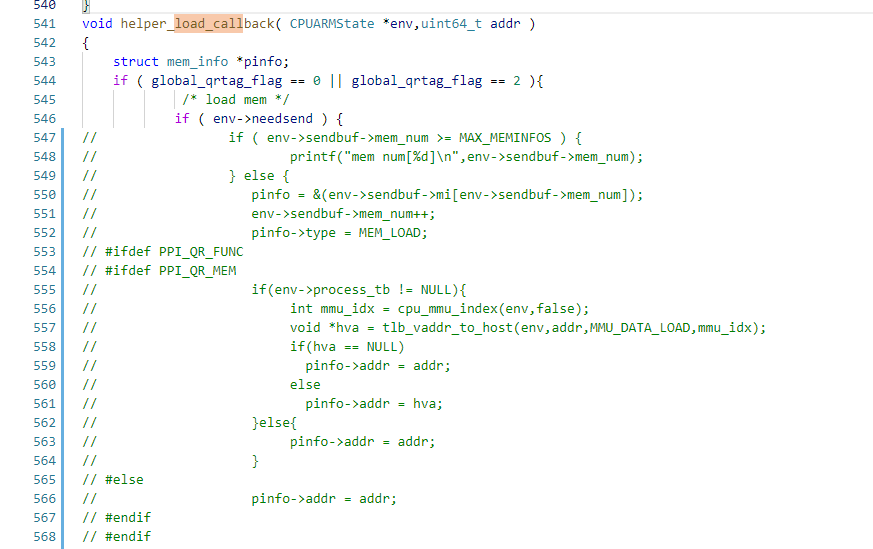 540 }
541 void helper_load_callback( CPUARMState *env,uint64_t addr )
542 {
543     struct mem_info *pinfo;
544     if ( global_qrtag_flag == 0 || global_qrtag_flag == 2 ){
545              /* load mem */
546             if ( env->needsend ) {
547 //                 if ( env->sendbuf->mem_num >= MAX_MEMINFOS ) {
548 //                         printf("mem num[%d]\n",env->sendbuf->mem_num);
549 //                 } else {
550 //                    pinfo = &(env->sendbuf->mi[env->sendbuf->mem_num]);
551 //                    env->sendbuf->mem_num++;
552 //                    pinfo->type = MEM_LOAD;
553 // #ifdef PPI_QR_FUNC
554 // #ifdef PPI_QR_MEM
555 //                    if(env->process_tb != NULL){
556 //                         int mmu_idx = cpu_mmu_index(env,false);
557 //                         void *hva = tlb_vaddr_to_host(env,addr,MMU_DATA_LOAD,mmu_idx);
558 //                         if(hva == NULL)
559 //                           pinfo->addr = addr;
560 //                         else
561 //                           pinfo->addr = hva;
562 //                    }else{
563 //                         pinfo->addr = addr;
564 //                    }
565 // #else
566 //                    pinfo->addr = addr;
567 // #endif
568 // #endif